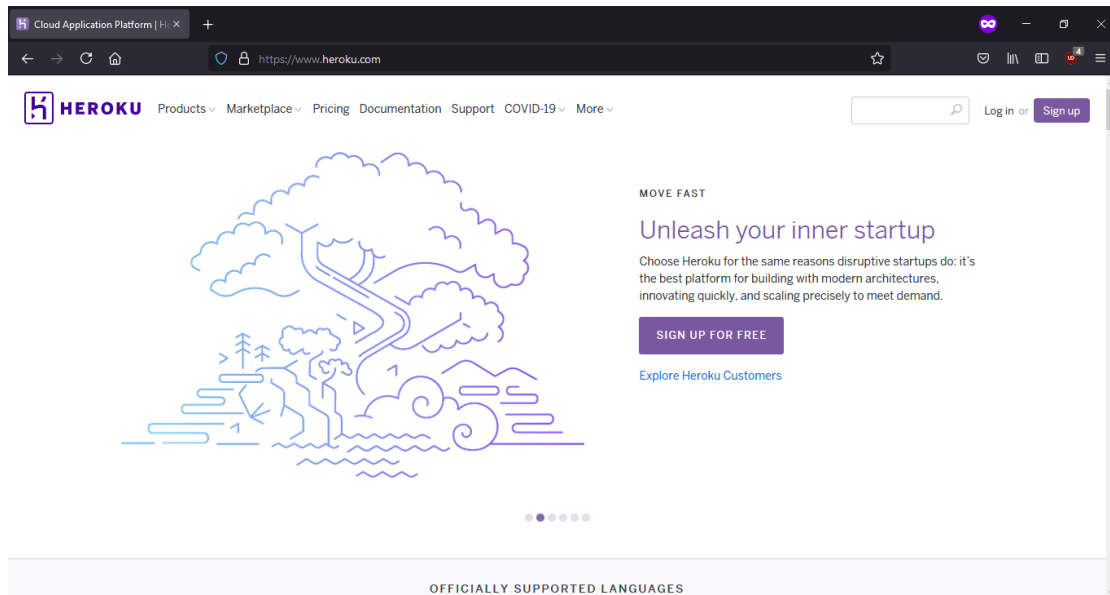 Cloud Application Platform | He
https://www.heroku.com
4
HEROKU
Products
Marketplace
Pricing
Documentation
Support
COVID-19
More
Log in or
Sign up
MOVE FAST
Unleash your inner startup
Choose Heroku for the same reasons disruptive startups do: it's
the best platform for building with modern architectures,
innovating quickly, and scaling precisely to meet demand.
SIGN UP FOR FREE
Explore Heroku Customers
OFFICIALLY SUPPORTED LANGUAGES